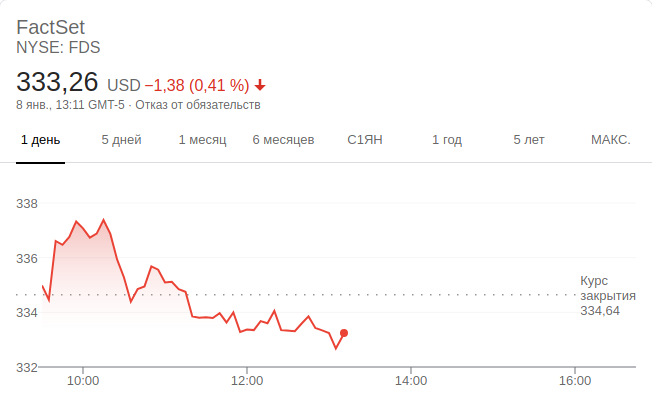 FactSet
NYSE: FDS
333,26 USD −1,38 (0,41 %)
8 янв., 13:11 GMT-5 · Отказ от обязательств
1 день 5 дней 1 месяц 6 месяцев С1ЯН 1 год 5 лет МАКС.
338
336
334
332
Курс
закрытия
334,64
10:00 12:00 14:00 16:00